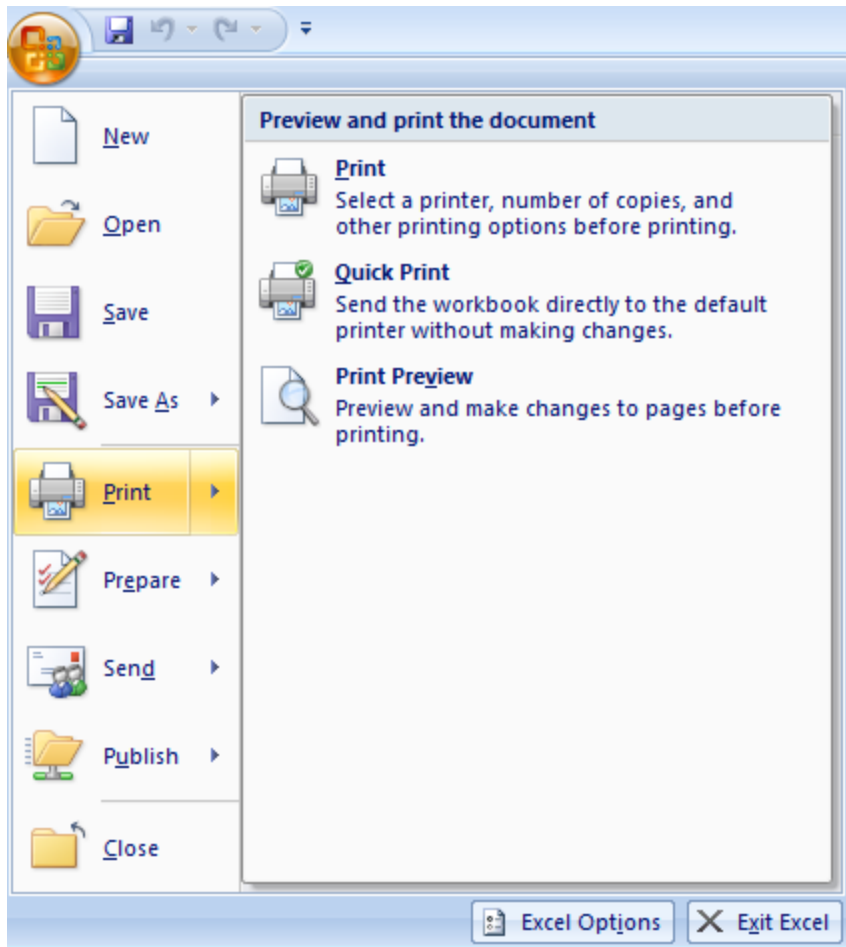 New
Open
Save
Save As
Print
Prepare
Send
Publish
Close
Preview and print the document
Print
Select a printer, number of copies, and
other printing options before printing.
Quick Print
Send the workbook directly to the default
printer without making changes.
Print Preview
Preview and make changes to pages before
printing.
Excel Options
Exit Excel